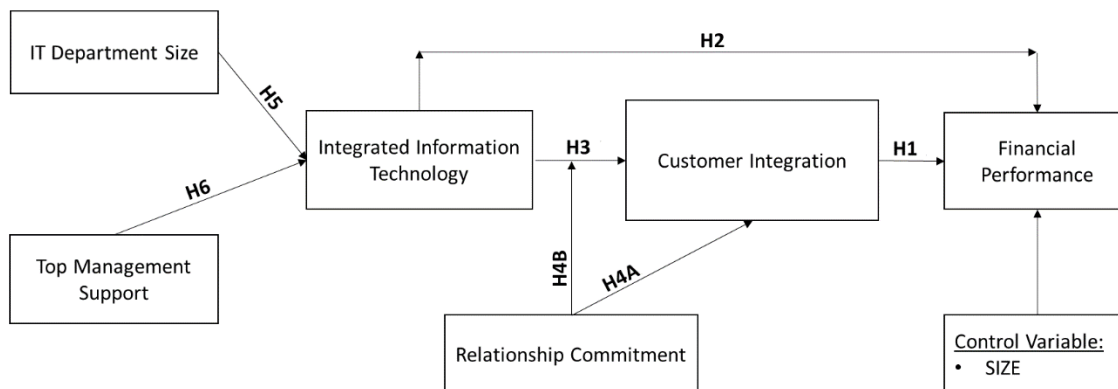 IT Department Size
H2
H5
Integrated Information
Technology
H3
Customer Integration
H1
Financial
Performance
H6
Top Management
Support
H4B
H4A
Relationship Commitment
Control Variable:
• SIZE